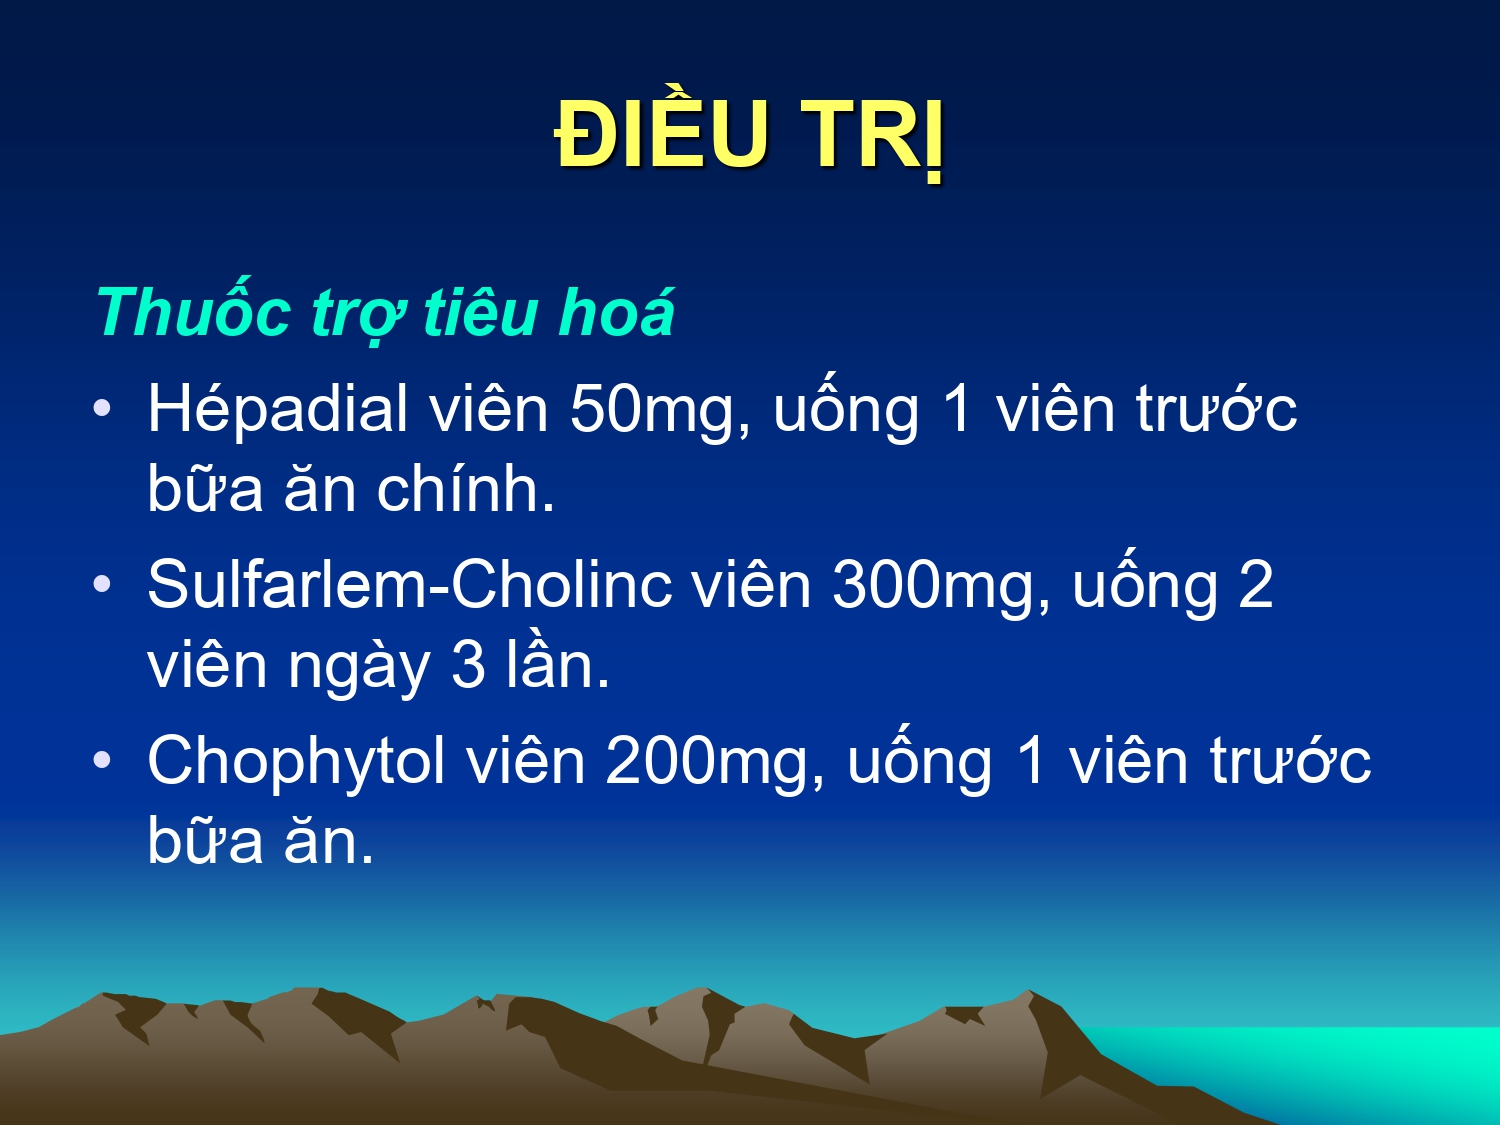 ĐIỀU TRỊ
Thuốc trợ tiêu hoá
• Hépadial viên 50mg, uống 1 viên trước
bữa ăn chính.
• Sulfarlem-Cholinc viên 300mg, uống 2
viên ngày 3 lần.
• Chophytol viên 200mg, uống 1 viên trước
bữa ăn.